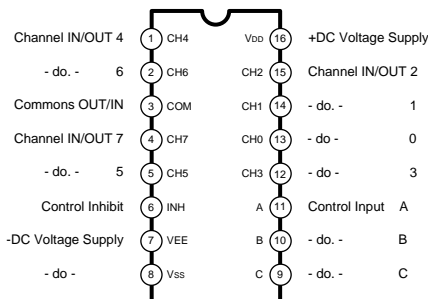 Channel IN/OUT 4 1 CH4 VDD 16 +DC Voltage Supply
- do. - 6 2 CH6 CH2 15 Channel IN/OUT 2
Commons OUT/IN 3 COM CH1 14 - do. - 1
Channel IN/OUT 7 4 CH7 CH0 13 - do - 0
- do. - 5 5 CH5 CH3 12 - do - 3
Control Inhibit 6 INH A 11 Control Input A
-DC Voltage Supply 7 VEE B 10 - do. - B
- do - 8 Vss C 9 - do. - C